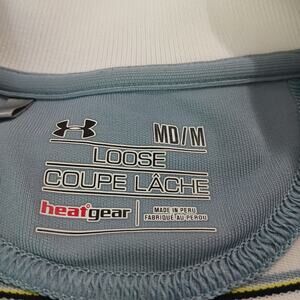 MD/M
LOOSE
COUPE LÂCHE
heatgear
MADE IN PERU
FABRIQUÉ AU PÉROU